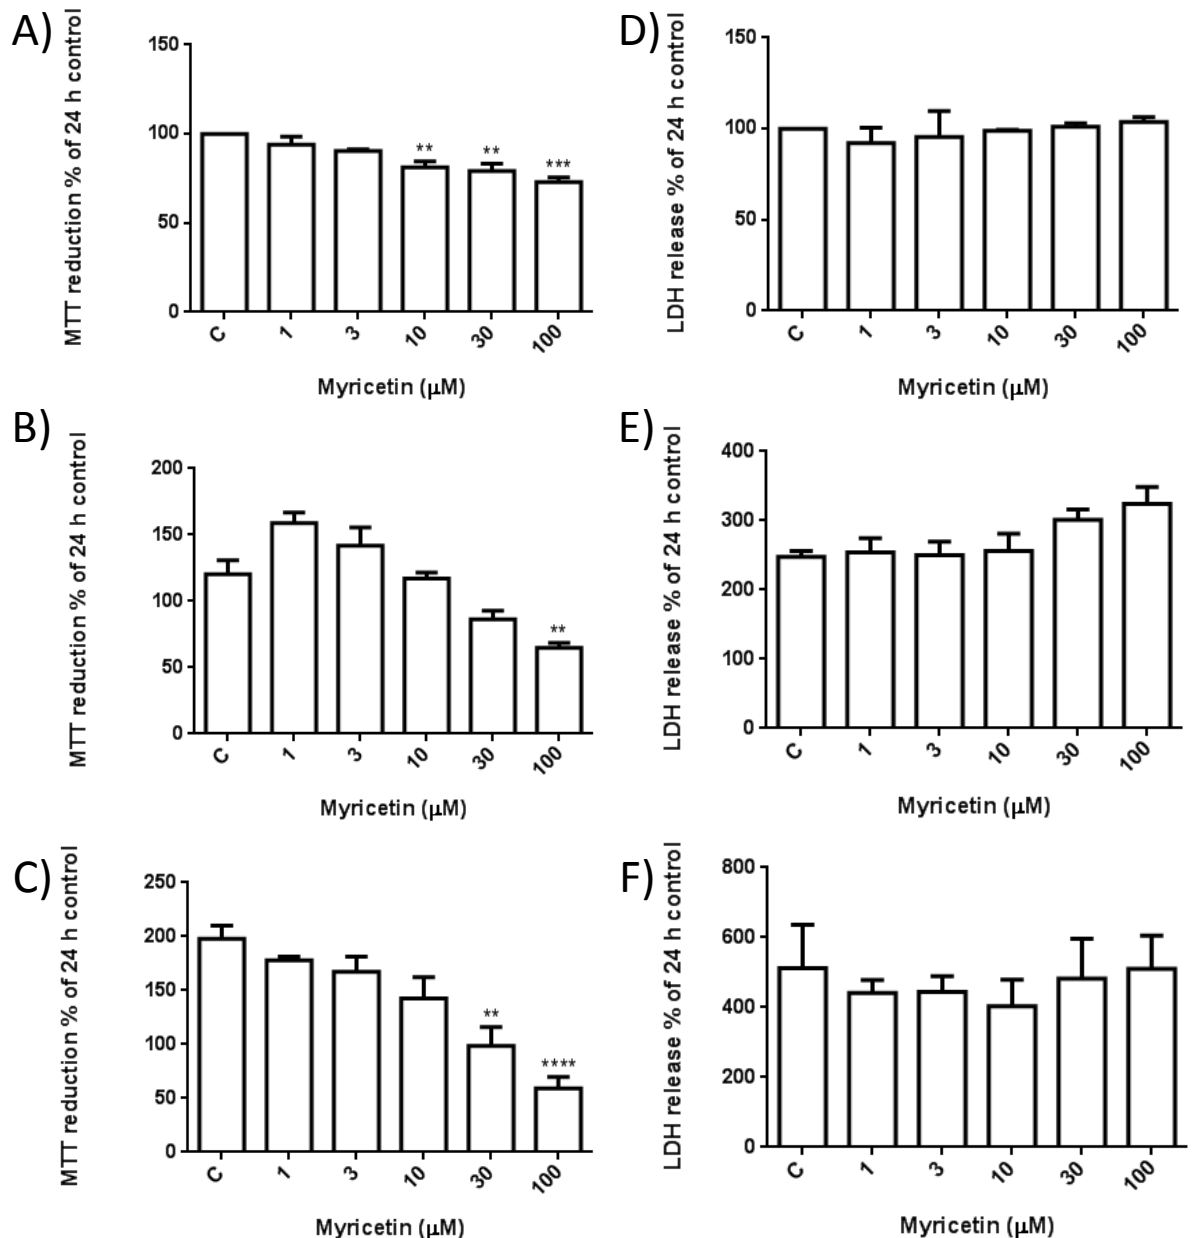 A)
MTT reduction % of 24 h control
150
100
50
0
** ** ***
C 1 3 10 30 100
Myricetin (μM)
D)
LDH release % of 24 h control
150
100
50
0
C 1 3 10 30 100
Myricetin (μM)
B)
MTT reduction % of 24 h control
200
150
100
50
0
**
C 1 3 10 30 100
Myricetin (μM)
E)
LDH release % of 24 h control
400
300
200
100
0
C 1 3 10 30 100
Myricetin (μM)
C)
MTT reduction % of 24 h control
250
200
150
100
50
0
** ****
C 1 3 10 30 100
Myricetin (μM)
F)
LDH release % of 24 h control
800
600
400
200
0
C 1 3 10 30 100
Myricetin (μM)